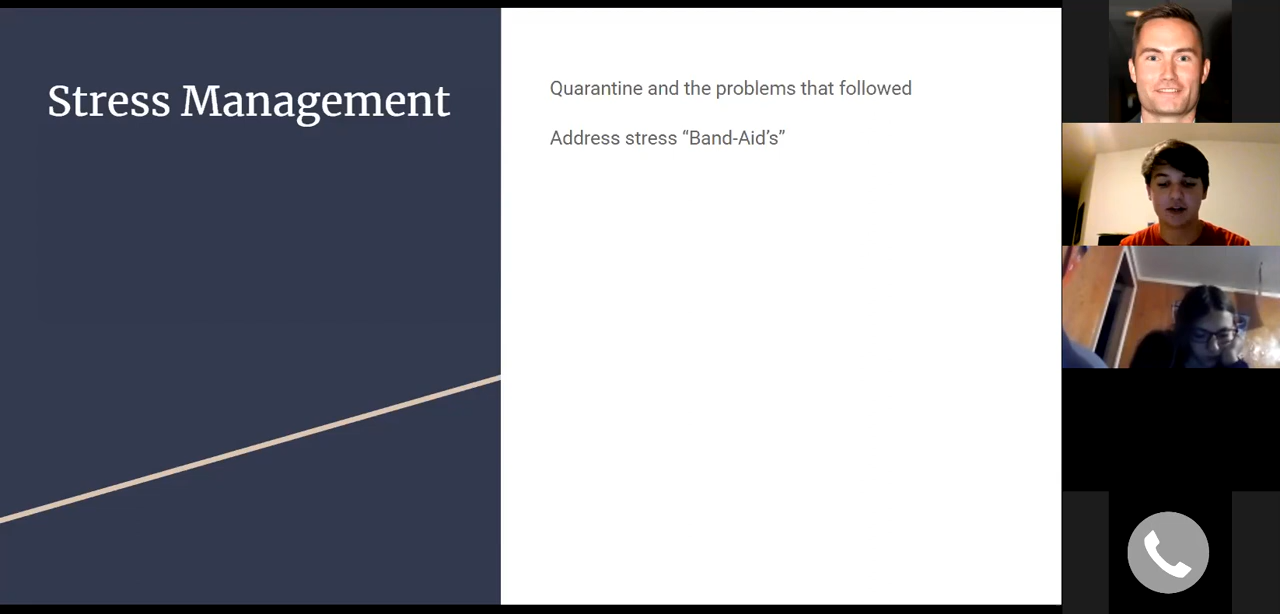 Stress Management
Quarantine and the problems that followed
Address stress “Band-Aid’s”